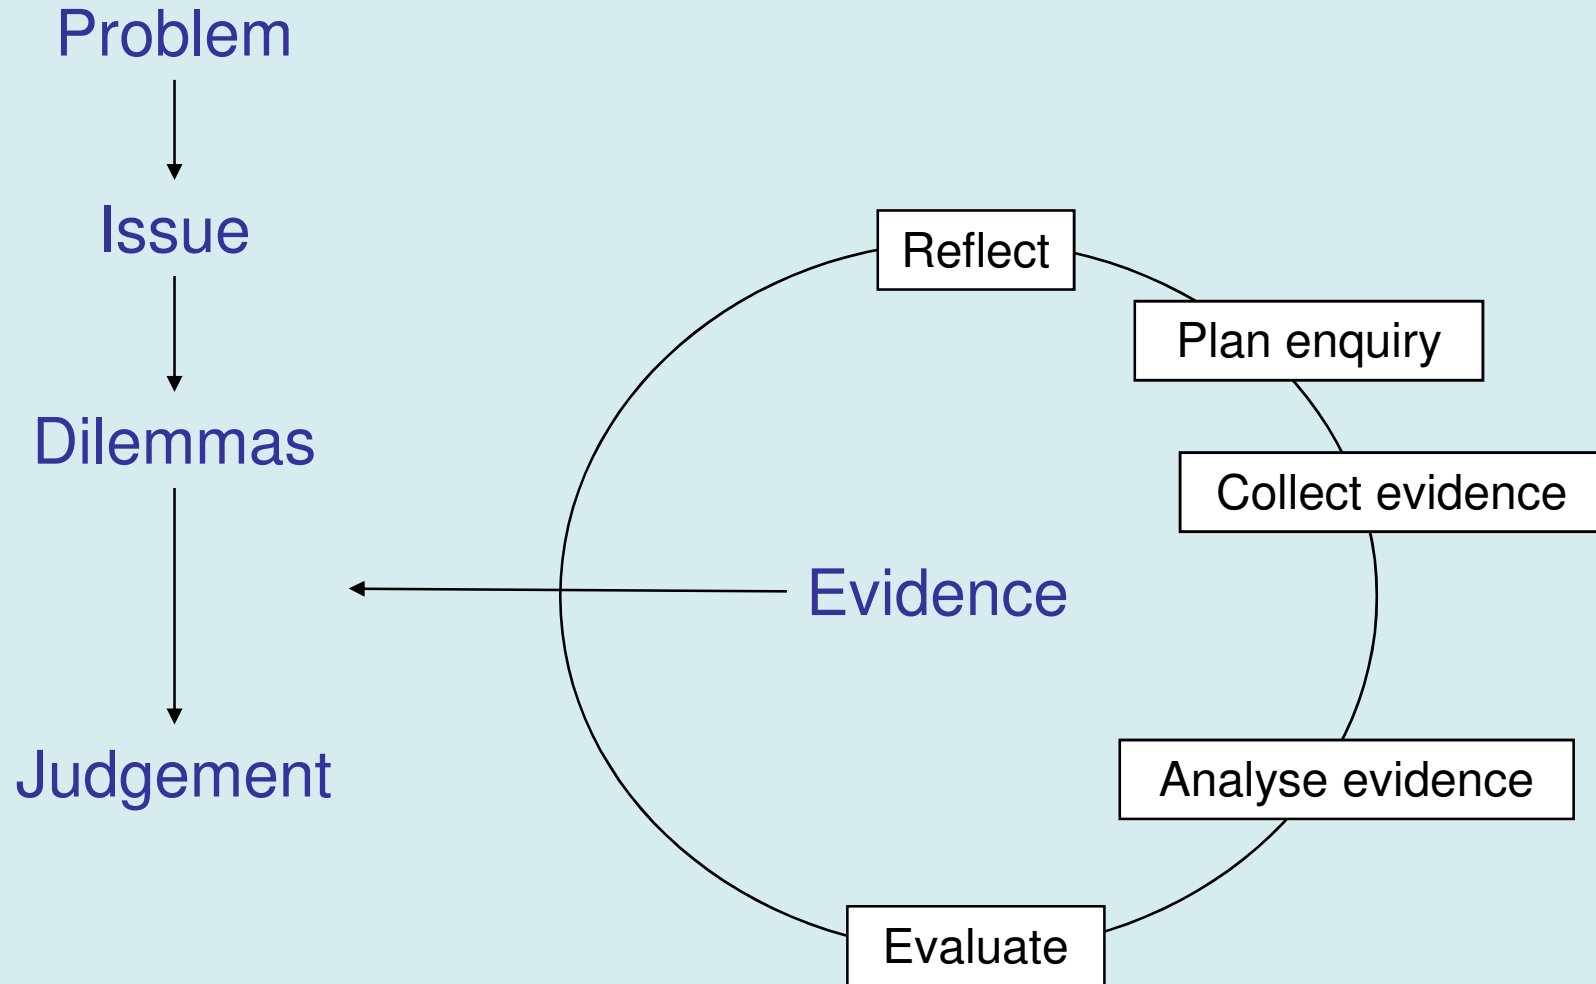 Problem
Issue
Dilemmas
Judgement
Reflect
Plan enquiry
Collect evidence
Evidence
Analyse evidence
Evaluate